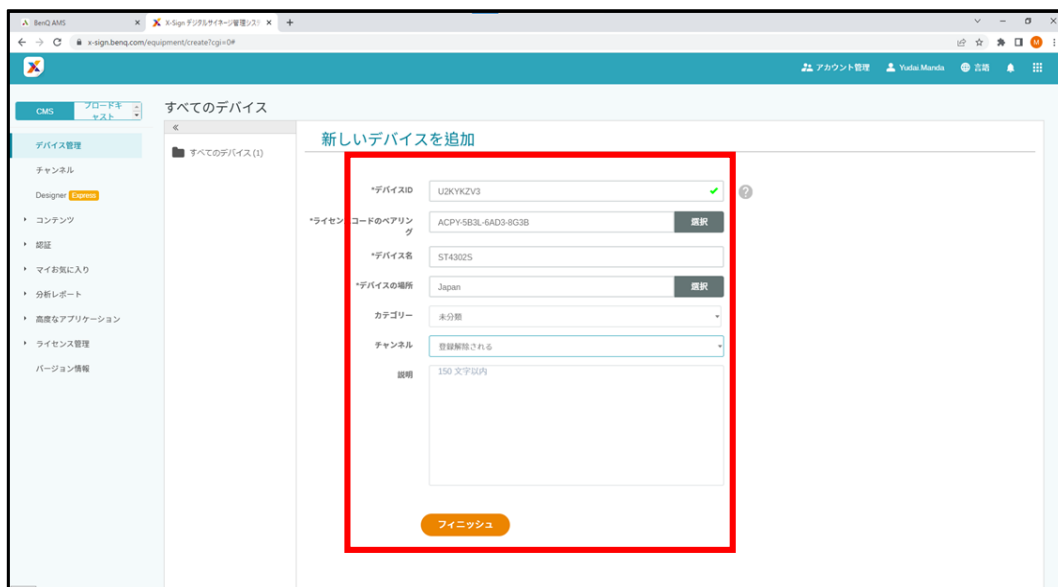 BenQ AMS
X-Sign デジタルサイネージ管理シス
x-sign.benq.com/equipment/create?cgi=0#
M
アカウント管理
Yudai.Manda
言語
CMS
ブロードキャスト
すべてのデバイス
デバイス管理
チャンネル
Designer Express
コンテンツ
認証
マイお気に入り
分析レポート
高度なアプリケーション
ライセンス管理
バージョン情報
«
すべてのデバイス (1)
新しいデバイスを追加
*デバイスID
U2KYKZV3
?
*ライセンスコードのペアリング
ACPY-5B3L-6AD3-8G3B
選択
*デバイス名
ST4302S
*デバイスの場所
Japan
選択
カテゴリー
未分類
チャンネル
登録解除される
説明
150 文字以内
フィニッシュ